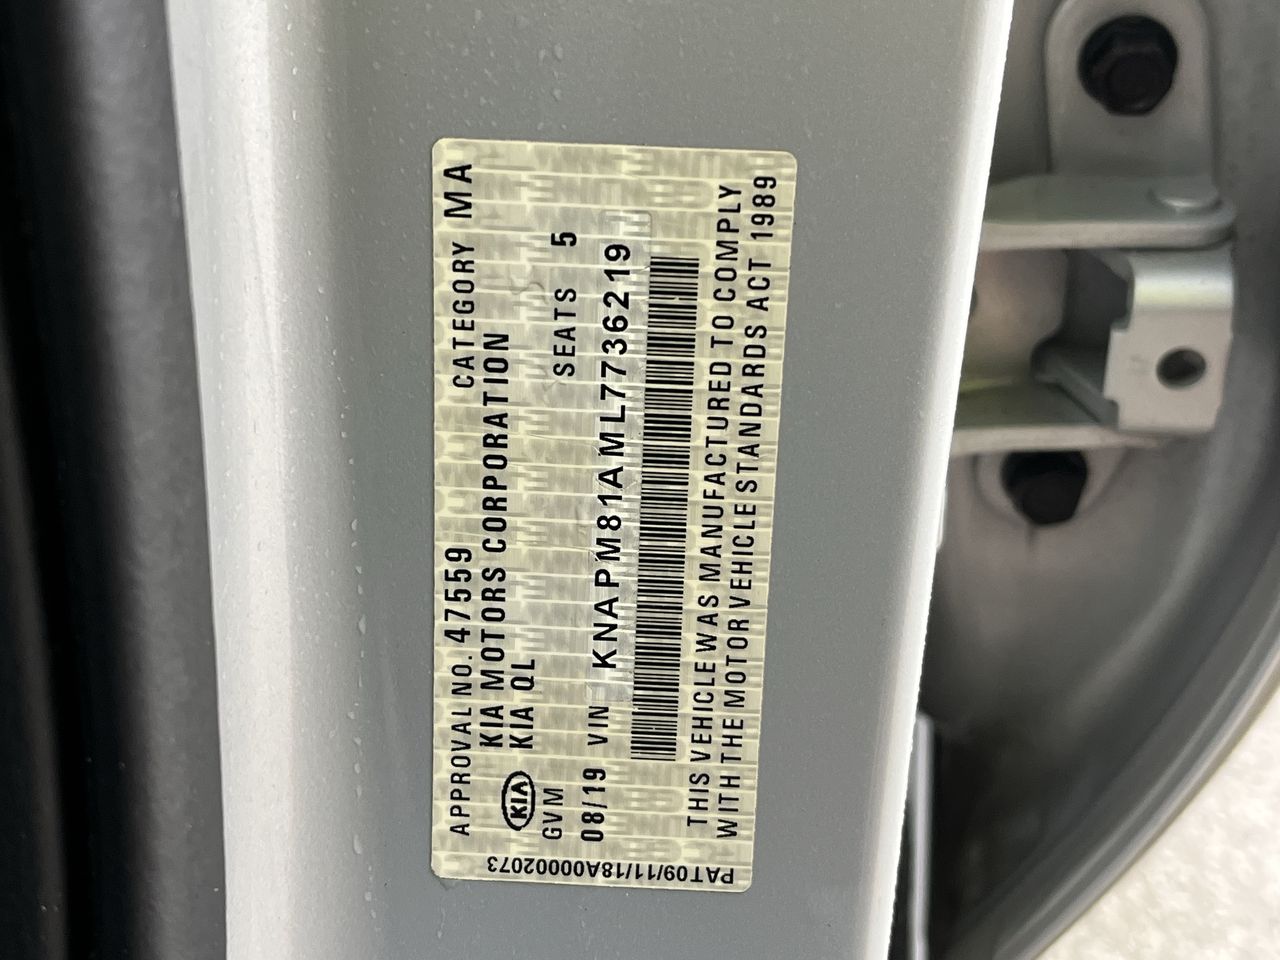 APPROVAL NO. 47559 CATEGORY MA
KIA MOTORS CORPORATION
KIA KIA QL
GVM SEATS 5
08/19 VIN KNAPM81AML7736219
THIS VEHICLE WAS MANUFACTURED TO COMPLY
WITH THE MOTOR VEHICLE STANDARDS ACT 1989
PAT09/11/18A00002073